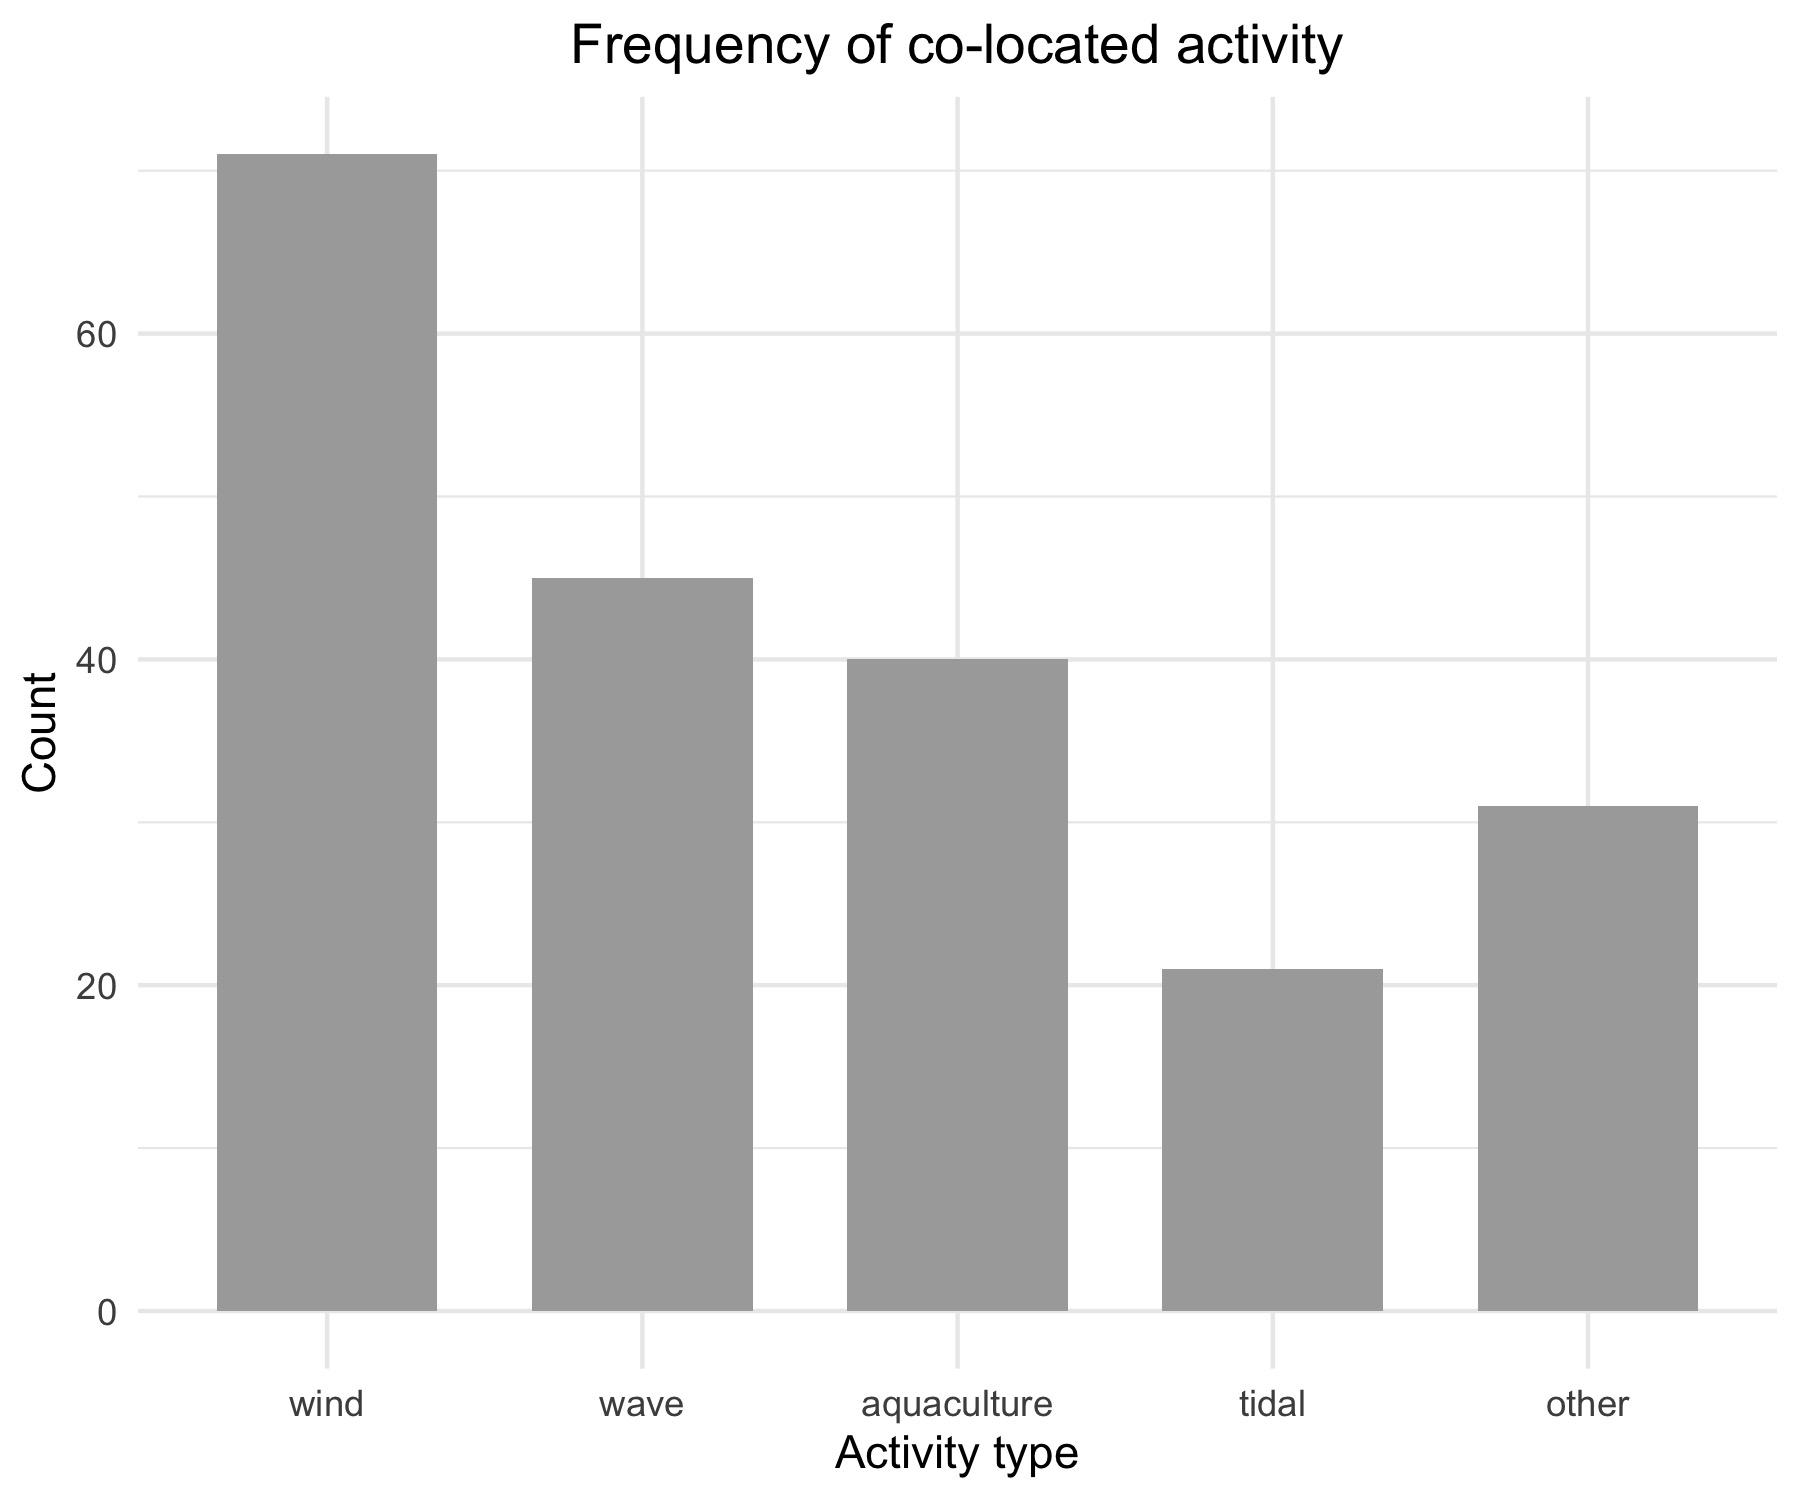 Frequency of co-located activity
Count
60
40
20
0
wind
wave
aquaculture
tidal
other
Activity type